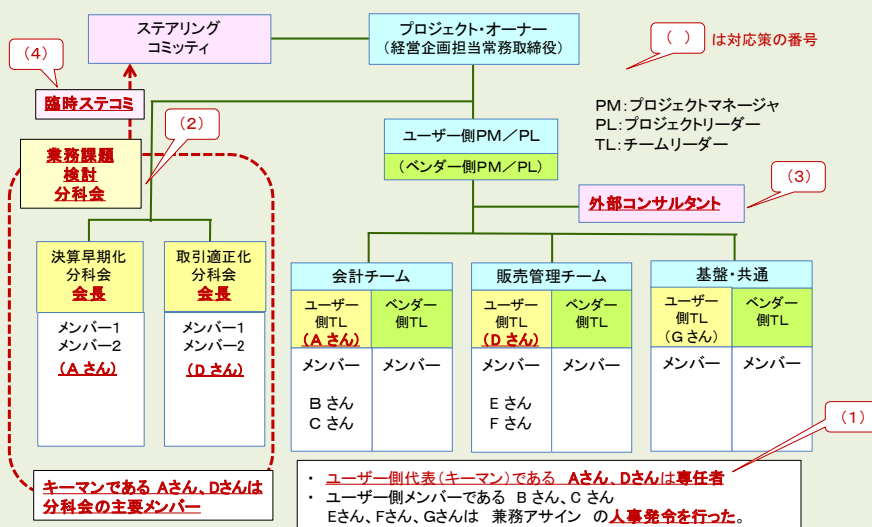 ステアリング
コミッティ
プロジェクト・オーナー
(経営企画担当常務取締役)
( ) は対応策の番号
(4)
臨時ステコミ
(2)
業務課題
検討
分科会
PM:プロジェクトマネージャ
PL:プロジェクトリーダー
TL:チームリーダー
ユーザー側PM/PL
(ベンダー側PM/PL)
(3)
外部コンサルタント
決算早期化
分科会
会長
メンバー1
メンバー2
(A さん)
取引適正化
分科会
会長
メンバー1
メンバー2
(D さん)
会計チーム
ユーザー
側TL
(A さん)
ベンダー
側TL
メンバー
B さん
C さん
メンバー
販売管理チーム
ユーザー
側TL
(D さん)
ベンダー
側TL
メンバー
E さん
F さん
メンバー
基盤・共通
ユーザー
側TL
(G さん)
ベンダー
側TL
メンバー
メンバー
(1)
キーマンである Aさん、Dさんは
分科会の主要メンバー
・ ユーザー側代表(キーマン)である Aさん、Dさんは専任者
・ ユーザー側メンバーである B さん、C さん
Eさん、Fさん、Gさんは 兼務アサイン の人事発令を行った。